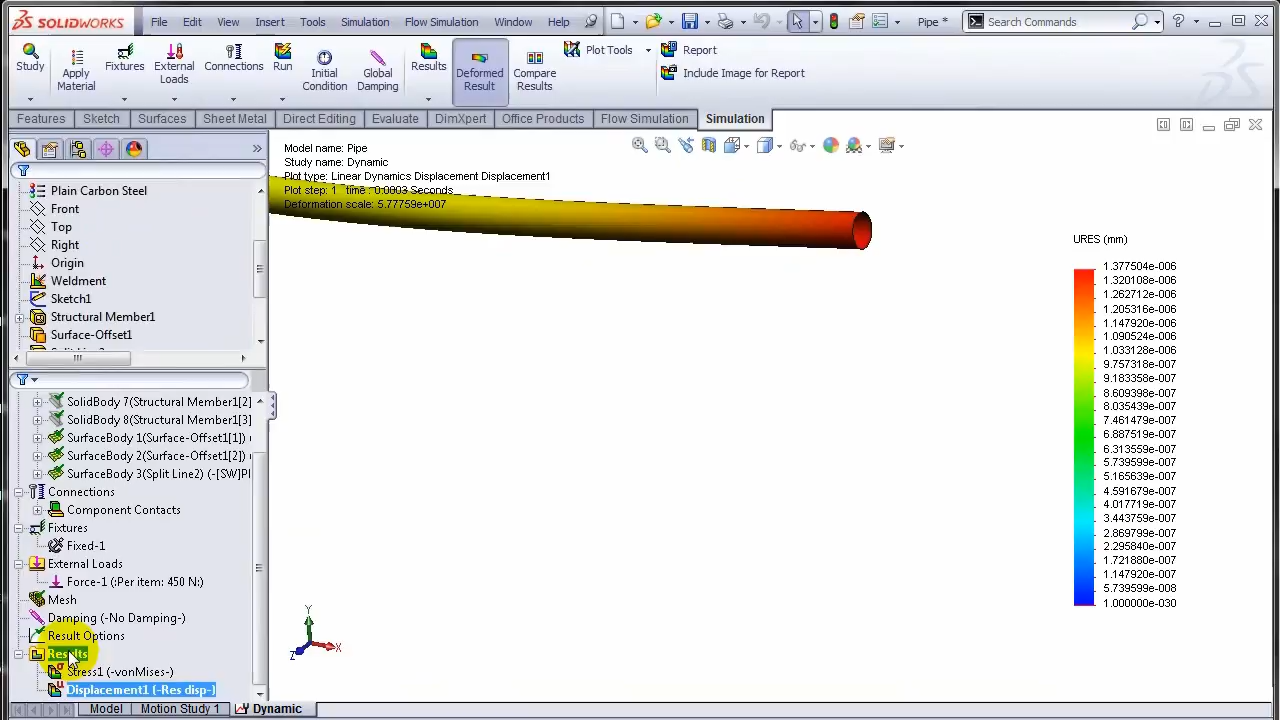 SOLIDWORKS File Edit View Insert Tools Simulation Flow Simulation Window Help Pipe * Search Commands
Study Apply Material Fixtures External Loads Connections Run Initial Condition Global Damping Results Deformed Result Compare Results Plot Tools Report
Include Image for Report
Features Sketch Surfaces Sheet Metal Direct Editing Evaluate DimXpert Office Products Flow Simulation Simulation
Plain Carbon Steel
Front
Top
Right
Origin
Weldment
Sketch1
Structural Member1
Surface-Offset1
SolidBody 7(Structural Member1[2]
SolidBody 8(Structural Member1[3]
SurfaceBody 1(Surface-Offset1[1]) (
SurfaceBody 2(Surface-Offset1[2]) (
SurfaceBody 3(Split Line2) (-[SW]Pl
Connections
Component Contacts
Fixtures
Fixed-1
External Loads
Force-1 (:Per item: 450 N:)
Mesh
Damping (-No Damping-)
Result Options
Results
Stress1 (-vonMises-)
Displacement1 (-Res disp-)
Model name: Pipe
Study name: Dynamic
Plot type: Linear Dynamics Displacement Displacement1
Plot step: 1 time : 0.0003 Seconds
Deformation scale: 5.77759e+007
URES (mm)
1.377504e-006
1.320108e-006
1.262712e-006
1.205316e-006
1.147920e-006
1.090524e-006
1.033128e-006
9.757318e-007
9.183358e-007
8.609398e-007
8.035439e-007
7.461479e-007
6.887519e-007
6.313559e-007
5.739599e-007
5.165639e-007
4.591679e-007
4.017719e-007
3.443759e-007
2.869799e-007
2.295840e-007
1.721880e-007
1.147920e-007
5.739599e-008
1.000000e-030
Y
X
Z
Model Motion Study 1 Dynamic